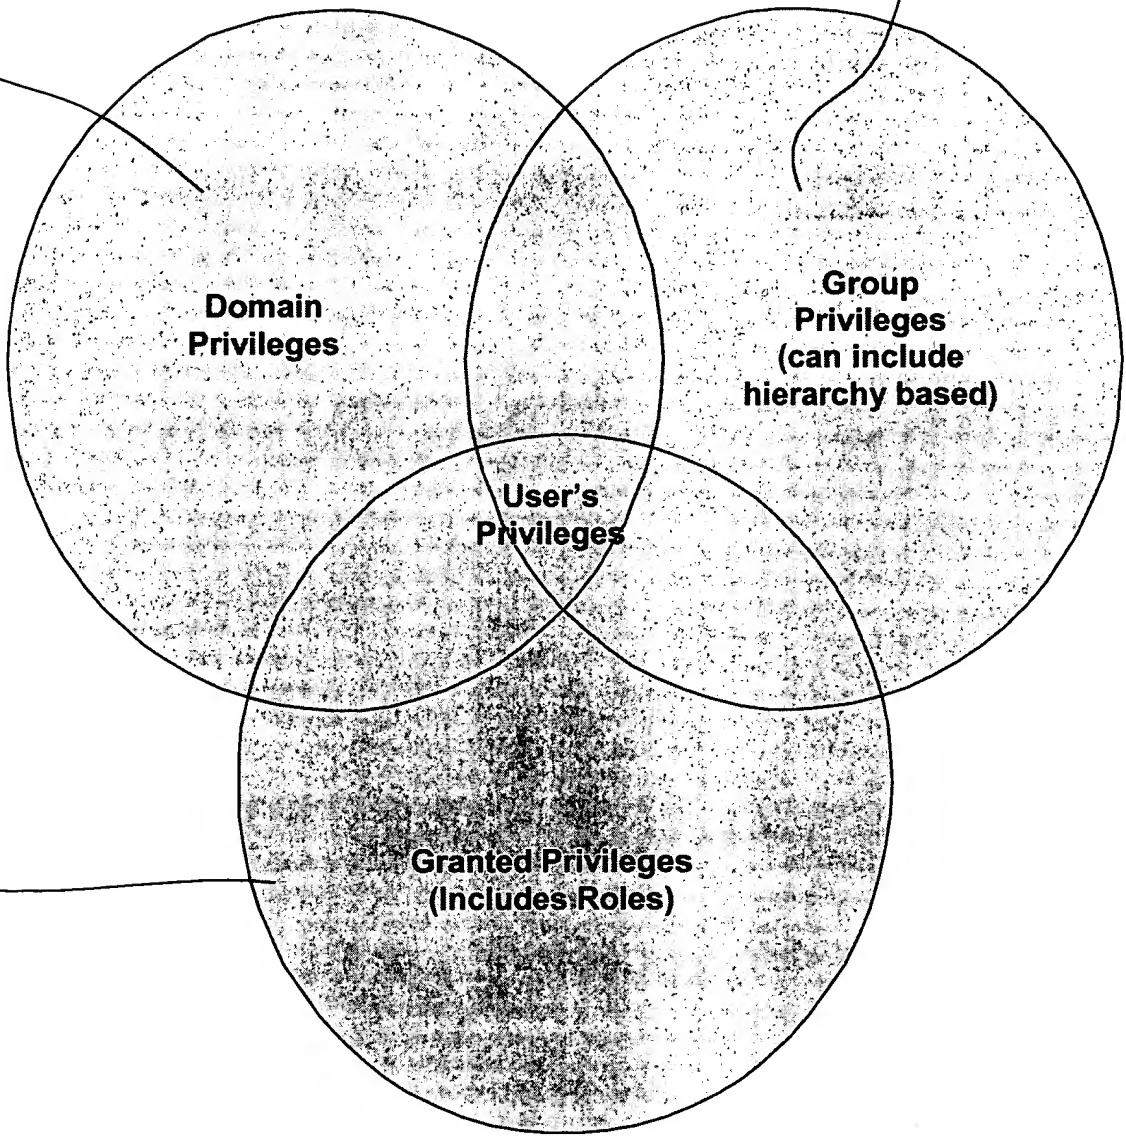 Domain
Privileges
Group
Privileges
(can include
hierarchy based)
User's
Privileges
Granted Privileges
(Includes Roles)